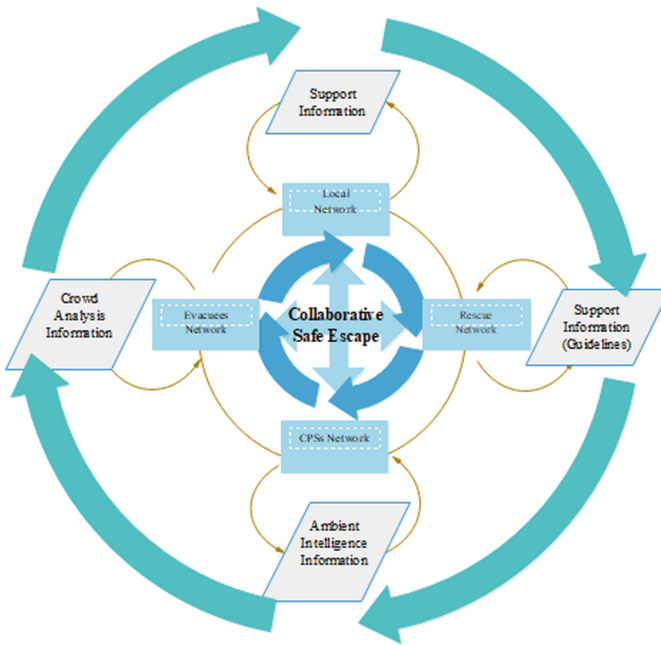 Support
Information
Local
Network
Crowd
Analysis
Information
Evacuees
Network
Collaborative
Safe Escape
Rescue
Network
Support
Information
(Guidelines)
CPSs Network
Ambient
Intelligence
Information